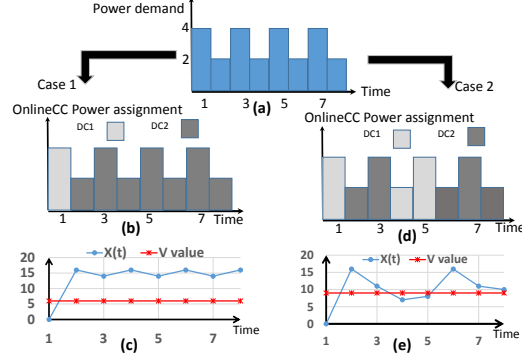 Power demand
4
2
1 3 5 7
Time
(a)
Case 1
Case 2
OnlineCC Power assignment
DC1 DC2
1 3 5 7 Time
(b)
OnlineCC Power assignment
DC1 DC2
1 3 5 7 Time
(d)
20
15
10
5
0
X(t) V value
Time
1 3 5 7
(c)
20
15
10
5
0
X(t) V value
Time
1 3 5 7
(e)